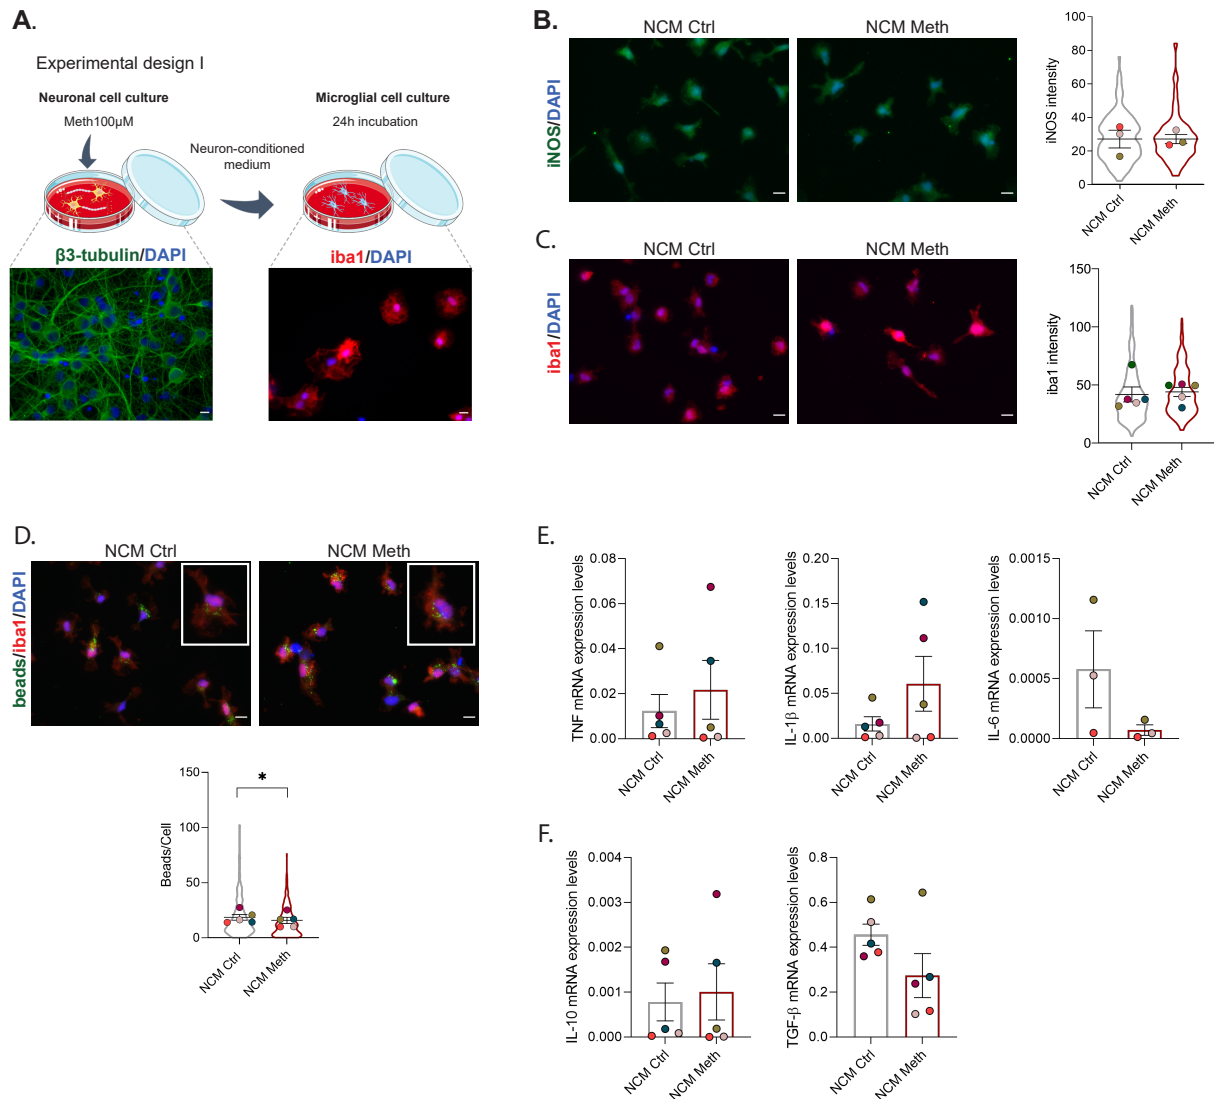 A.
Experimental design I
Neuronal cell culture
Meth100µM
Neuron-conditioned
medium
Microglial cell culture
24h incubation
β3-tubulin/DAPI
iba1/DAPI
B.
NCM Ctrl
NCM Meth
iNOS/DAPI
iNOS intensity
100
80
60
40
20
0
NCM Ctrl
NCM Meth
C.
NCM Ctrl
NCM Meth
iba1/DAPI
iba1 intensity
150
100
50
0
NCM Ctrl
NCM Meth
D.
NCM Ctrl
NCM Meth
beads/iba1/DAPI
Beads/Cell
150
100
50
0
*
NCM Ctrl
NCM Meth
E.
TNF mRNA expression levels
0.08
0.06
0.04
0.02
0.00
NCM Ctrl
NCM Meth
IL-1β mRNA expression levels
0.20
0.15
0.10
0.05
0.00
NCM Ctrl
NCM Meth
IL-6 mRNA expression levels
0.0015
0.0010
0.0005
0.0000
NCM Ctrl
NCM Meth
F.
IL-10 mRNA expression levels
0.004
0.003
0.002
0.001
0.000
NCM Ctrl
NCM Meth
TGF-β mRNA expression levels
0.8
0.6
0.4
0.2
0.0
NCM Ctrl
NCM Meth